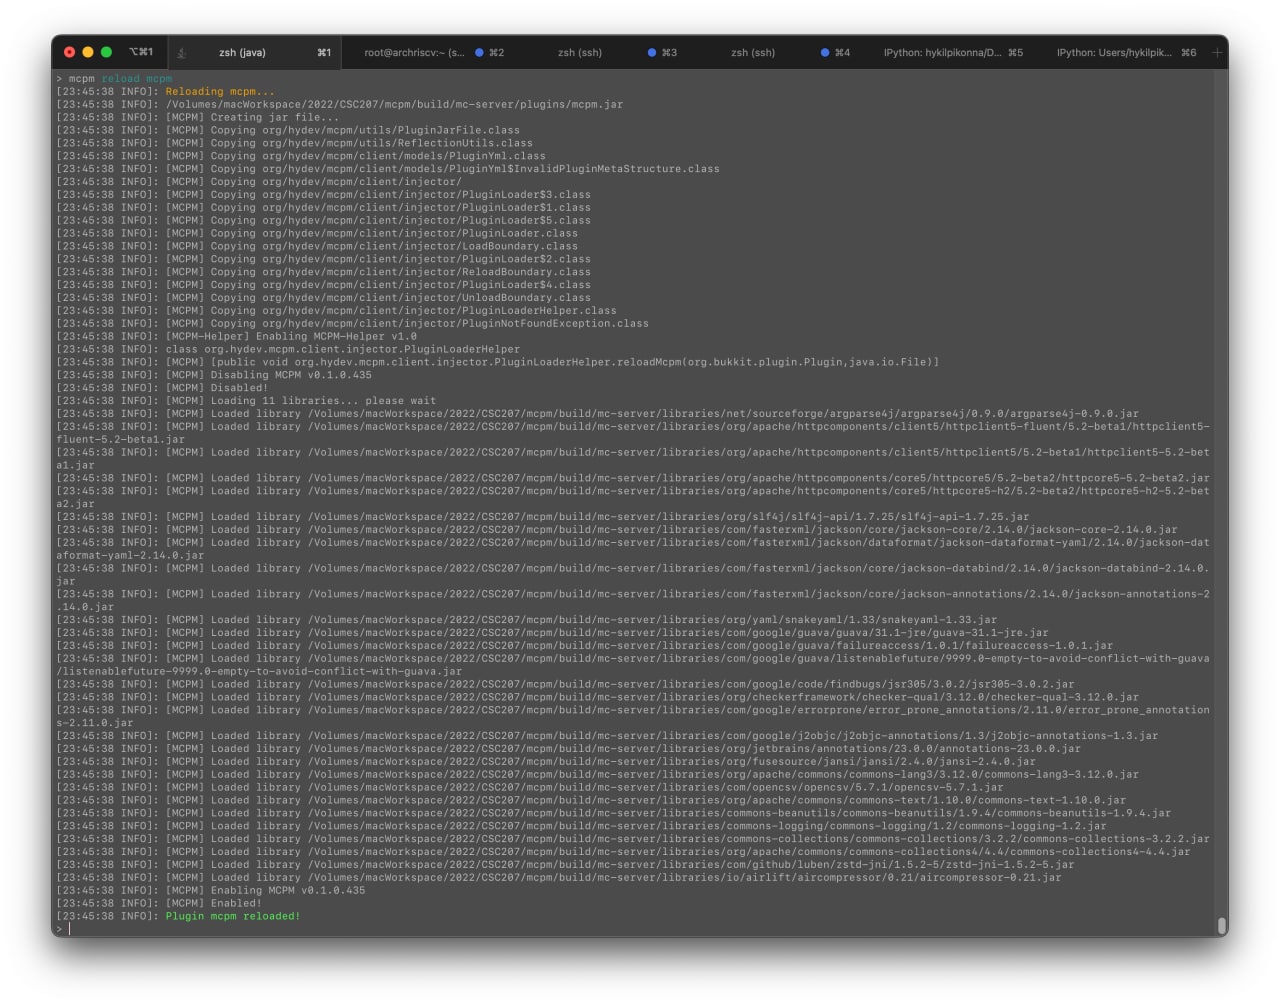 ⌥⌘1
zsh (java) ⌘1
root@archriscv:~ (s... ⌘2
zsh (ssh) ⌘3
zsh (ssh) ⌘4
IPython: hykilpikonna/D... ⌘5
IPython: Users/hykilpik... ⌘6
> mcpm reload mcpm
[23:45:38 INFO]: Reloading mcpm...
[23:45:38 INFO]: /Volumes/macWorkspace/2022/CSC207/mcpm/build/mc-server/plugins/mcpm.jar
[23:45:38 INFO]: [MCPM] Creating jar file...
[23:45:38 INFO]: [MCPM] Copying org/hydev/mcpm/utils/PluginJarFile.class
[23:45:38 INFO]: [MCPM] Copying org/hydev/mcpm/utils/ReflectionUtils.class
[23:45:38 INFO]: [MCPM] Copying org/hydev/mcpm/client/models/PluginYml.class
[23:45:38 INFO]: [MCPM] Copying org/hydev/mcpm/client/models/PluginYml$InvalidPluginMetaStructure.class
[23:45:38 INFO]: [MCPM] Copying org/hydev/mcpm/client/injector/
[23:45:38 INFO]: [MCPM] Copying org/hydev/mcpm/client/injector/PluginLoader$3.class
[23:45:38 INFO]: [MCPM] Copying org/hydev/mcpm/client/injector/PluginLoader$1.class
[23:45:38 INFO]: [MCPM] Copying org/hydev/mcpm/client/injector/PluginLoader$5.class
[23:45:38 INFO]: [MCPM] Copying org/hydev/mcpm/client/injector/PluginLoader.class
[23:45:38 INFO]: [MCPM] Copying org/hydev/mcpm/client/injector/LoadBoundary.class
[23:45:38 INFO]: [MCPM] Copying org/hydev/mcpm/client/injector/PluginLoader$2.class
[23:45:38 INFO]: [MCPM] Copying org/hydev/mcpm/client/injector/ReloadBoundary.class
[23:45:38 INFO]: [MCPM] Copying org/hydev/mcpm/client/injector/PluginLoader$4.class
[23:45:38 INFO]: [MCPM] Copying org/hydev/mcpm/client/injector/UnloadBoundary.class
[23:45:38 INFO]: [MCPM] Copying org/hydev/mcpm/client/injector/PluginLoaderHelper.class
[23:45:38 INFO]: [MCPM] Copying org/hydev/mcpm/client/injector/PluginNotFoundException.class
[23:45:38 INFO]: [MCPM-Helper] Enabling MCPM-Helper v1.0
[23:45:38 INFO]: class org.hydev.mcpm.client.injector.PluginLoaderHelper
[23:45:38 INFO]: [MCPM] [public void org.hydev.mcpm.client.injector.PluginLoaderHelper.reloadMcpm(org.bukkit.plugin.Plugin,java.io.File)]
[23:45:38 INFO]: [MCPM] Disabling MCPM v0.1.0.435
[23:45:38 INFO]: [MCPM] Disabled!
[23:45:38 INFO]: [MCPM] Loading 11 libraries... please wait
[23:45:38 INFO]: [MCPM] Loaded library /Volumes/macWorkspace/2022/CSC207/mcpm/build/mc-server/libraries/net/sourceforge/argparse4j/argparse4j/0.9.0/argparse4j-0.9.0.jar
[23:45:38 INFO]: [MCPM] Loaded library /Volumes/macWorkspace/2022/CSC207/mcpm/build/mc-server/libraries/org/apache/httpcomponents/client5/httpclient5-fluent/5.2-beta1/httpclient5-
fluent-5.2-beta1.jar
[23:45:38 INFO]: [MCPM] Loaded library /Volumes/macWorkspace/2022/CSC207/mcpm/build/mc-server/libraries/org/apache/httpcomponents/client5/httpclient5/5.2-beta1/httpclient5-5.2-bet
a1.jar
[23:45:38 INFO]: [MCPM] Loaded library /Volumes/macWorkspace/2022/CSC207/mcpm/build/mc-server/libraries/org/apache/httpcomponents/core5/httpcore5/5.2-beta2/httpcore5-5.2-beta2.jar
[23:45:38 INFO]: [MCPM] Loaded library /Volumes/macWorkspace/2022/CSC207/mcpm/build/mc-server/libraries/org/apache/httpcomponents/core5/httpcore5-h2/5.2-beta2/httpcore5-h2-5.2-bet
a2.jar
[23:45:38 INFO]: [MCPM] Loaded library /Volumes/macWorkspace/2022/CSC207/mcpm/build/mc-server/libraries/org/slf4j/slf4j-api/1.7.25/slf4j-api-1.7.25.jar
[23:45:38 INFO]: [MCPM] Loaded library /Volumes/macWorkspace/2022/CSC207/mcpm/build/mc-server/libraries/com/fasterxml/jackson/core/jackson-core/2.14.0/jackson-core-2.14.0.jar
[23:45:38 INFO]: [MCPM] Loaded library /Volumes/macWorkspace/2022/CSC207/mcpm/build/mc-server/libraries/com/fasterxml/jackson/dataformat/jackson-dataformat-yaml/2.14.0/jackson-dat
aformat-yaml-2.14.0.jar
[23:45:38 INFO]: [MCPM] Loaded library /Volumes/macWorkspace/2022/CSC207/mcpm/build/mc-server/libraries/com/fasterxml/jackson/core/jackson-databind/2.14.0/jackson-databind-2.14.0.
jar
[23:45:38 INFO]: [MCPM] Loaded library /Volumes/macWorkspace/2022/CSC207/mcpm/build/mc-server/libraries/com/fasterxml/jackson/core/jackson-annotations/2.14.0/jackson-annotations-2
.14.0.jar
[23:45:38 INFO]: [MCPM] Loaded library /Volumes/macWorkspace/2022/CSC207/mcpm/build/mc-server/libraries/org/yaml/snakeyaml/1.33/snakeyaml-1.33.jar
[23:45:38 INFO]: [MCPM] Loaded library /Volumes/macWorkspace/2022/CSC207/mcpm/build/mc-server/libraries/com/google/guava/guava/31.1-jre/guava-31.1-jre.jar
[23:45:38 INFO]: [MCPM] Loaded library /Volumes/macWorkspace/2022/CSC207/mcpm/build/mc-server/libraries/com/google/guava/failureaccess/1.0.1/failureaccess-1.0.1.jar
[23:45:38 INFO]: [MCPM] Loaded library /Volumes/macWorkspace/2022/CSC207/mcpm/build/mc-server/libraries/com/google/guava/listenablefuture/9999.0-empty-to-avoid-conflict-with-guava
/listenablefuture-9999.0-empty-to-avoid-conflict-with-guava.jar
[23:45:38 INFO]: [MCPM] Loaded library /Volumes/macWorkspace/2022/CSC207/mcpm/build/mc-server/libraries/com/google/code/findbugs/jsr305/3.0.2/jsr305-3.0.2.jar
[23:45:38 INFO]: [MCPM] Loaded library /Volumes/macWorkspace/2022/CSC207/mcpm/build/mc-server/libraries/org/checkerframework/checker-qual/3.12.0/checker-qual-3.12.0.jar
[23:45:38 INFO]: [MCPM] Loaded library /Volumes/macWorkspace/2022/CSC207/mcpm/build/mc-server/libraries/com/google/errorprone/error_prone_annotations/2.11.0/error_prone_annotation
s-2.11.0.jar
[23:45:38 INFO]: [MCPM] Loaded library /Volumes/macWorkspace/2022/CSC207/mcpm/build/mc-server/libraries/com/google/j2objc/j2objc-annotations/1.3/j2objc-annotations-1.3.jar
[23:45:38 INFO]: [MCPM] Loaded library /Volumes/macWorkspace/2022/CSC207/mcpm/build/mc-server/libraries/org/jetbrains/annotations/23.0.0/annotations-23.0.0.jar
[23:45:38 INFO]: [MCPM] Loaded library /Volumes/macWorkspace/2022/CSC207/mcpm/build/mc-server/libraries/org/fusesource/jansi/jansi/2.4.0/jansi-2.4.0.jar
[23:45:38 INFO]: [MCPM] Loaded library /Volumes/macWorkspace/2022/CSC207/mcpm/build/mc-server/libraries/org/apache/commons/commons-lang3/3.12.0/commons-lang3-3.12.0.jar
[23:45:38 INFO]: [MCPM] Loaded library /Volumes/macWorkspace/2022/CSC207/mcpm/build/mc-server/libraries/com/opencsv/opencsv/5.7.1/opencsv-5.7.1.jar
[23:45:38 INFO]: [MCPM] Loaded library /Volumes/macWorkspace/2022/CSC207/mcpm/build/mc-server/libraries/org/apache/commons/commons-text/1.10.0/commons-text-1.10.0.jar
[23:45:38 INFO]: [MCPM] Loaded library /Volumes/macWorkspace/2022/CSC207/mcpm/build/mc-server/libraries/commons-beanutils/commons-beanutils/1.9.4/commons-beanutils-1.9.4.jar
[23:45:38 INFO]: [MCPM] Loaded library /Volumes/macWorkspace/2022/CSC207/mcpm/build/mc-server/libraries/commons-logging/commons-logging/1.2/commons-logging-1.2.jar
[23:45:38 INFO]: [MCPM] Loaded library /Volumes/macWorkspace/2022/CSC207/mcpm/build/mc-server/libraries/commons-collections/commons-collections/3.2.2/commons-collections-3.2.2.jar
[23:45:38 INFO]: [MCPM] Loaded library /Volumes/macWorkspace/2022/CSC207/mcpm/build/mc-server/libraries/org/apache/commons/commons-collections4/4.4/commons-collections4-4.4.jar
[23:45:38 INFO]: [MCPM] Loaded library /Volumes/macWorkspace/2022/CSC207/mcpm/build/mc-server/libraries/com/github/luben/zstd-jni/1.5.2-5/zstd-jni-1.5.2-5.jar
[23:45:38 INFO]: [MCPM] Loaded library /Volumes/macWorkspace/2022/CSC207/mcpm/build/mc-server/libraries/io/airlift/aircompressor/0.21/aircompressor-0.21.jar
[23:45:38 INFO]: [MCPM] Enabling MCPM v0.1.0.435
[23:45:38 INFO]: [MCPM] Enabled!
[23:45:38 INFO]: Plugin mcpm reloaded!
>